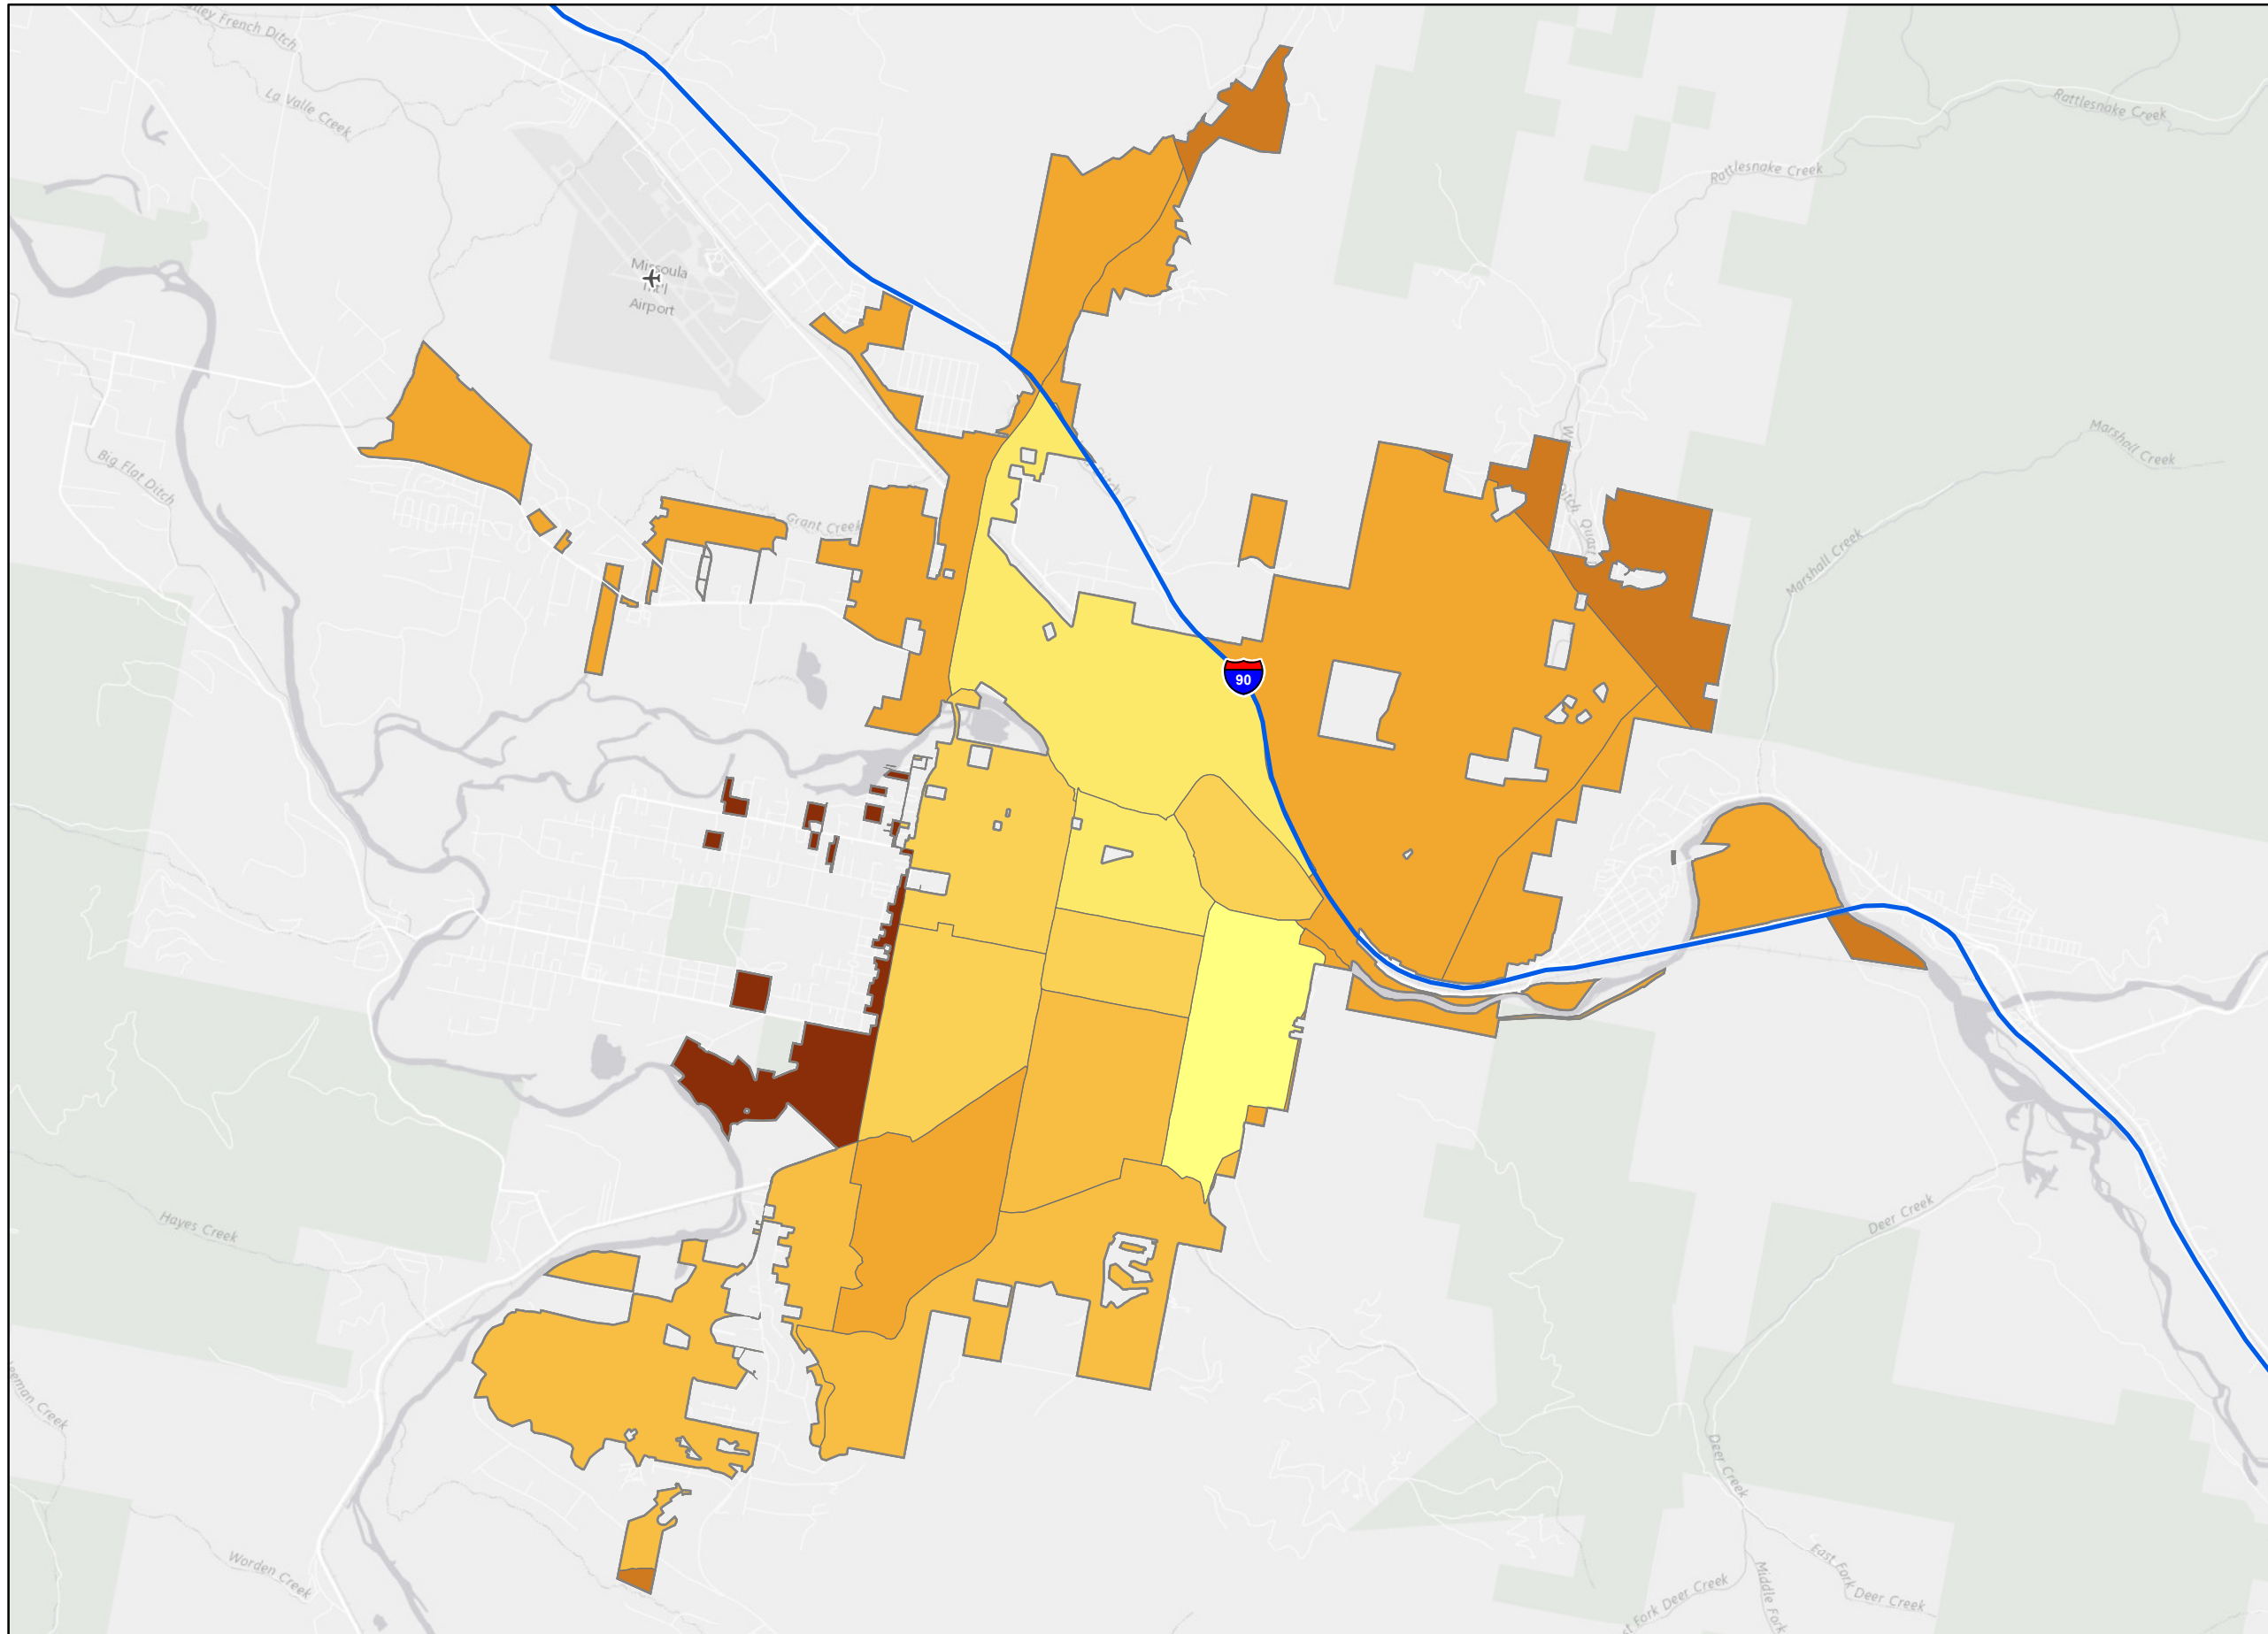 La Valle Creek
Rattlesnake Creek
Rattlesnake Creek
Missoula
Int'l
Airport
French Ditch
Marshall Creek
Big Flat Ditch
Grant Creek
Marshall Creek
90
Hayes Creek
Deer Creek
Creek
Deer Creek
Worden Creek
East Fork
Deer Creek
Fork Deer Creek
Middle Fork